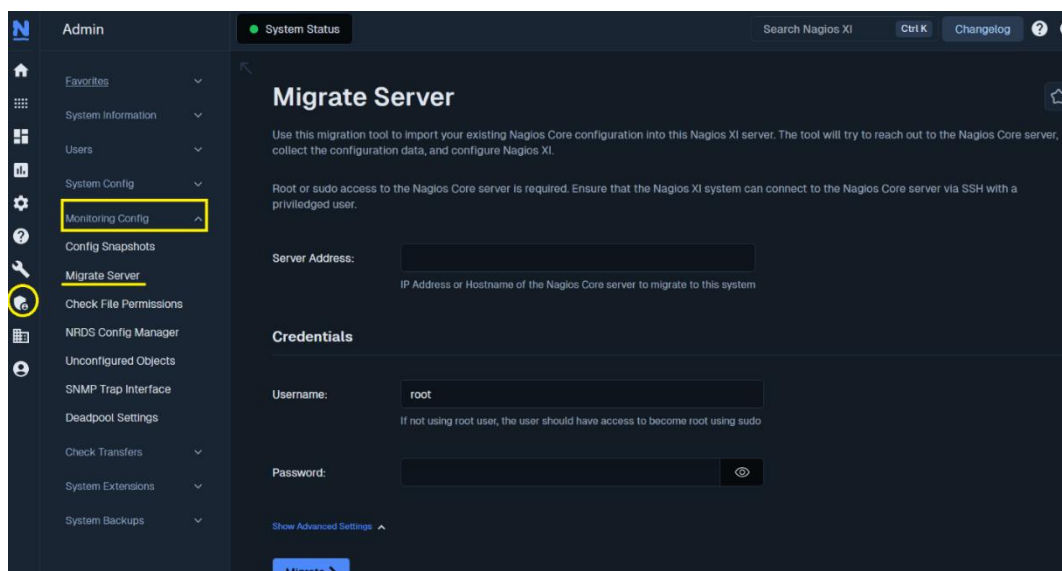 N
Admin
System Status
Search Nagios XI
Ctrl K
Changelog
Favorites
System Information
Users
System Config
Monitoring Config
Config Snapshots
Migrate Server
Check File Permissions
NRDS Config Manager
Unconfigured Objects
SNMP Trap Interface
Deadpool Settings
Check Transfers
System Extensions
System Backups
Migrate Server
Use this migration tool to import your existing Nagios Core configuration into this Nagios XI server. The tool will try to reach out to the Nagios Core server,
collect the configuration data, and configure Nagios XI.
Root or sudo access to the Nagios Core server is required. Ensure that the Nagios XI system can connect to the Nagios Core server via SSH with a
priviledged user.
Server Address:
IP Address or Hostname of the Nagios Core server to migrate to this system
Credentials
Username:
root
If not using root user, the user should have access to become root using sudo
Password:
Show Advanced Settings
Migrate